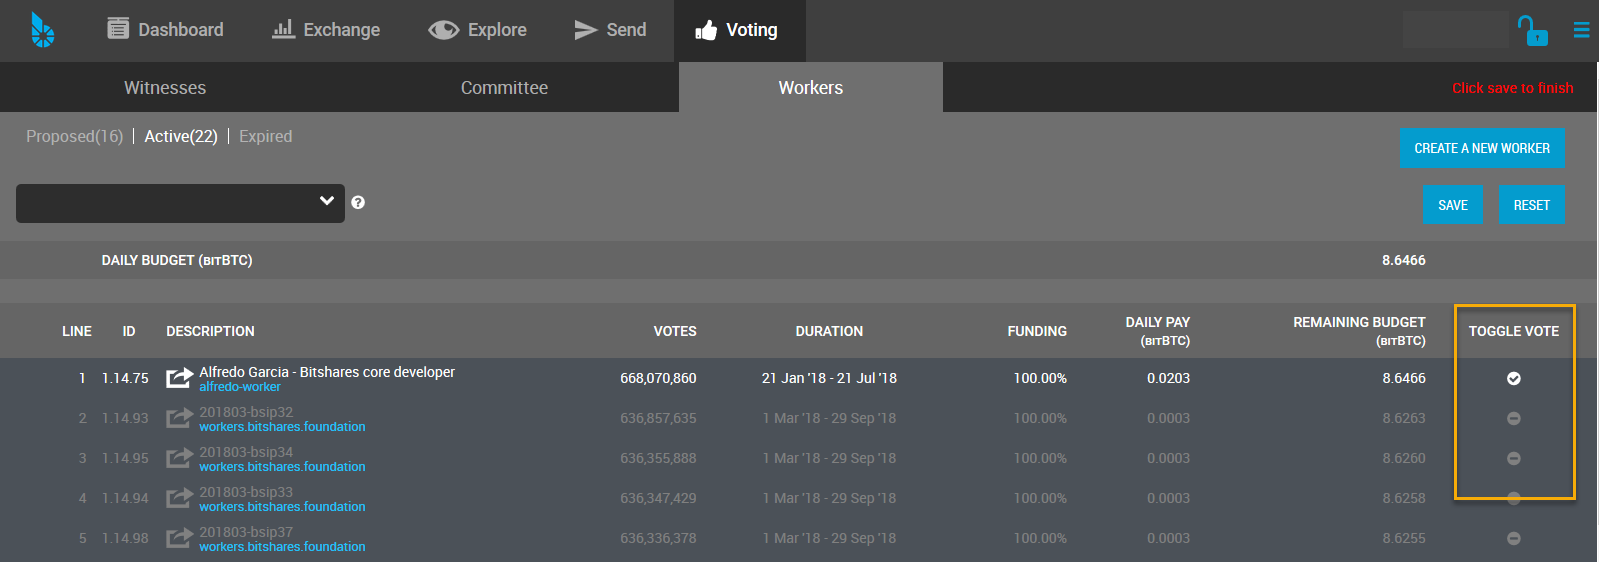 Dashboard Exchange Explore Send Voting
Witnesses Committee Workers Click save to finish
Proposed(16) Active(22) Expired
CREATE A NEW WORKER
?
SAVE RESET
DAILY BUDGET (BITBTC) 8.6466
LINE ID DESCRIPTION VOTES DURATION FUNDING DAILY PAY (BITBTC) REMAINING BUDGET (BITBTC) TOGGLE VOTE
1 1.14.75 Alfredo Garcia - Bitshares core developer 668,070,860 21 Jan '18 - 21 Jul '18 100.00% 0.0203 8.6466
alfredo-worker
2 1.14.93 201803-bsip32 636,857,635 1 Mar '18 - 29 Sep '18 100.00% 0.0003 8.6263
workers.bitshares.foundation
3 1.14.95 201803-bsip34 636,355,888 1 Mar '18 - 29 Sep '18 100.00% 0.0003 8.6260
workers.bitshares.foundation
4 1.14.94 201803-bsip33 636,347,429 1 Mar '18 - 29 Sep '18 100.00% 0.0003 8.6258
workers.bitshares.foundation
5 1.14.98 201803-bsip37 636,336,378 1 Mar '18 - 29 Sep '18 100.00% 0.0003 8.6255
workers.bitshares.foundation